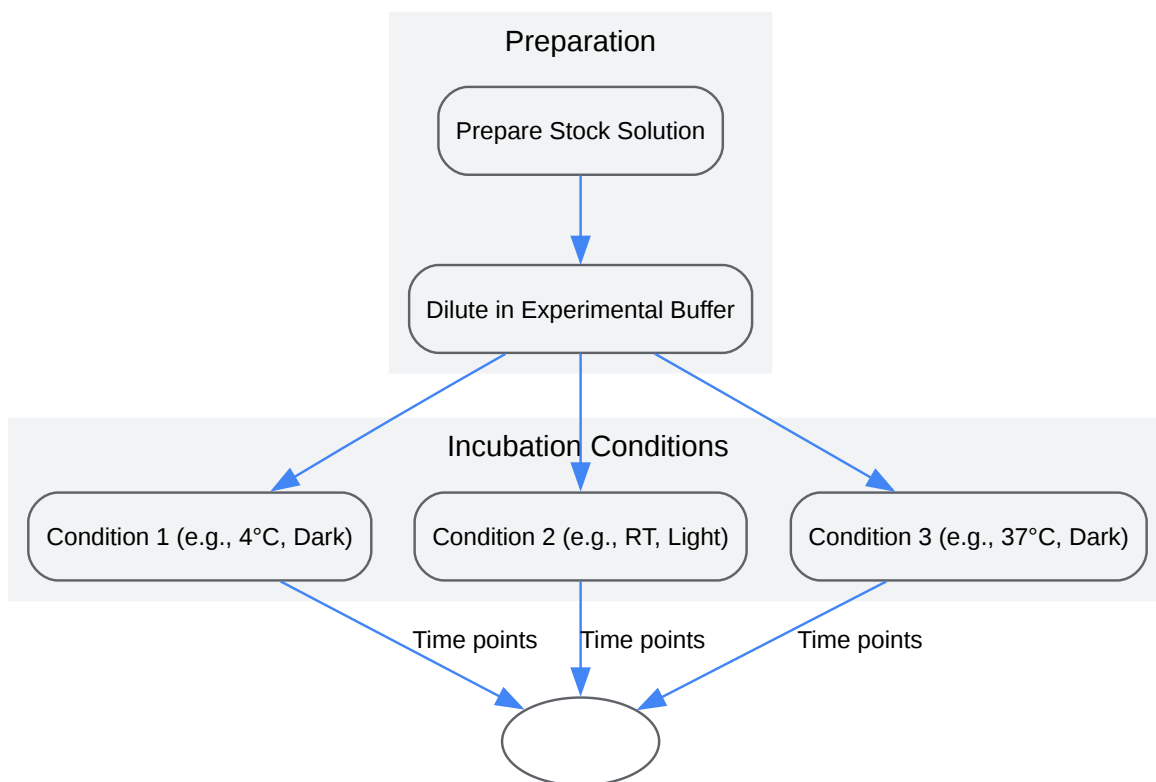 Preparation
Prepare Stock Solution
Dilute in Experimental Buffer
Incubation Conditions
Condition 1 (e.g., 4°C, Dark)
Condition 2 (e.g., RT, Light)
Condition 3 (e.g., 37°C, Dark)
Time points
Time points
Time points